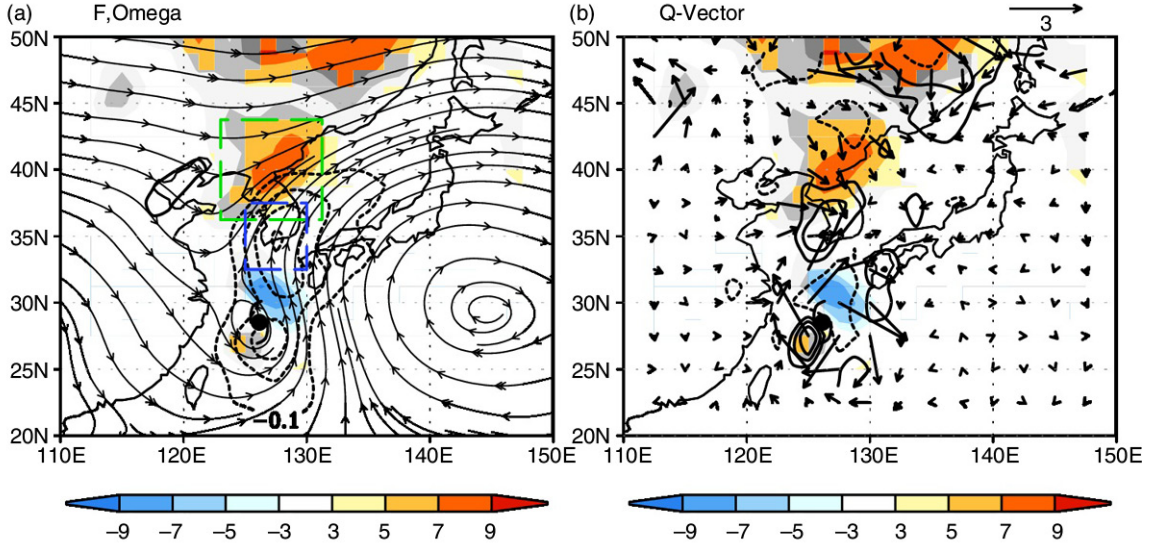 (a) F,Omega
(b) Q-Vector
3
50N
45N
40N
35N
30N
25N
20N
110E 120E 130E 140E 150E
−0.1
−9 −7 −5 −3 3 5 7 9
50N
45N
40N
35N
30N
25N
20N
110E 120E 130E 140E 150E
−9 −7 −5 −3 3 5 7 9